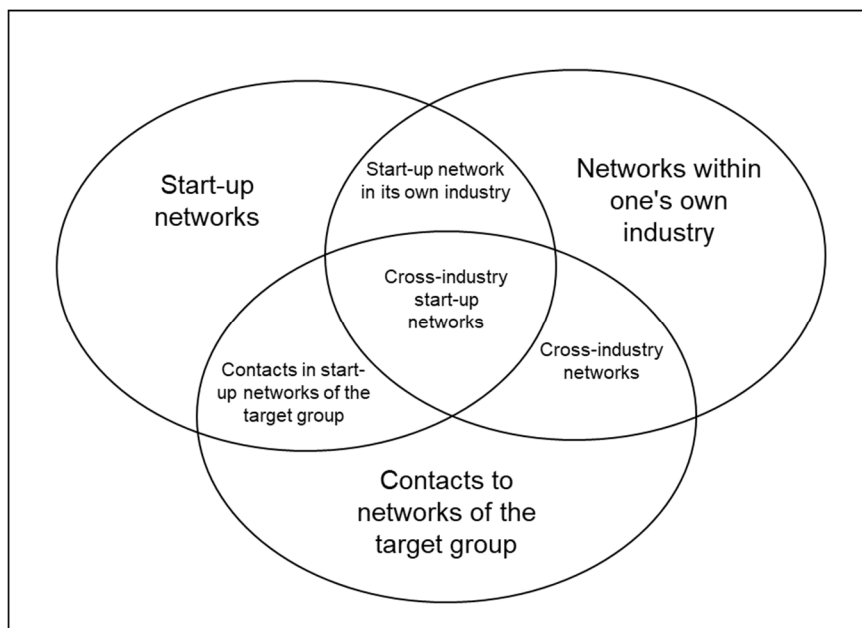 Start-up
networks
Start-up network
in its own industry
Networks within
one's own
industry
Cross-industry
start-up
networks
Contacts in start-
up networks of the
target group
Cross-industry
networks
Contacts to
networks of the
target group